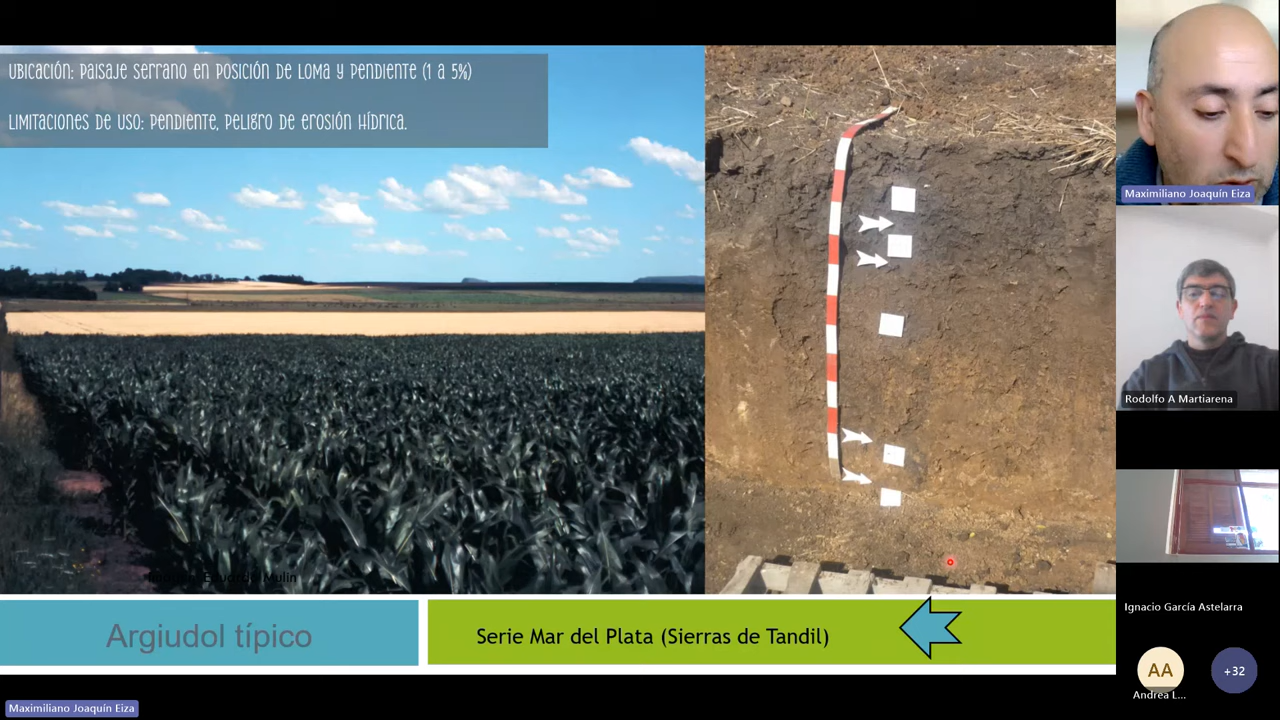 Ubicación: paisaje serrano en posición de loma y pendiente (1 a 5%)
Limitaciones de uso: pendiente, peligro de erosión hídrica.
Maximiliano Joaquín Eiza
Rodolfo A Martiarena
Eduardo Mulin
Argiudol típico
Serie Mar del Plata (Sierras de Tandil)
Ignacio García Astelarra
AA
Andrea L...
+32
Maximiliano Joaquín Eiza